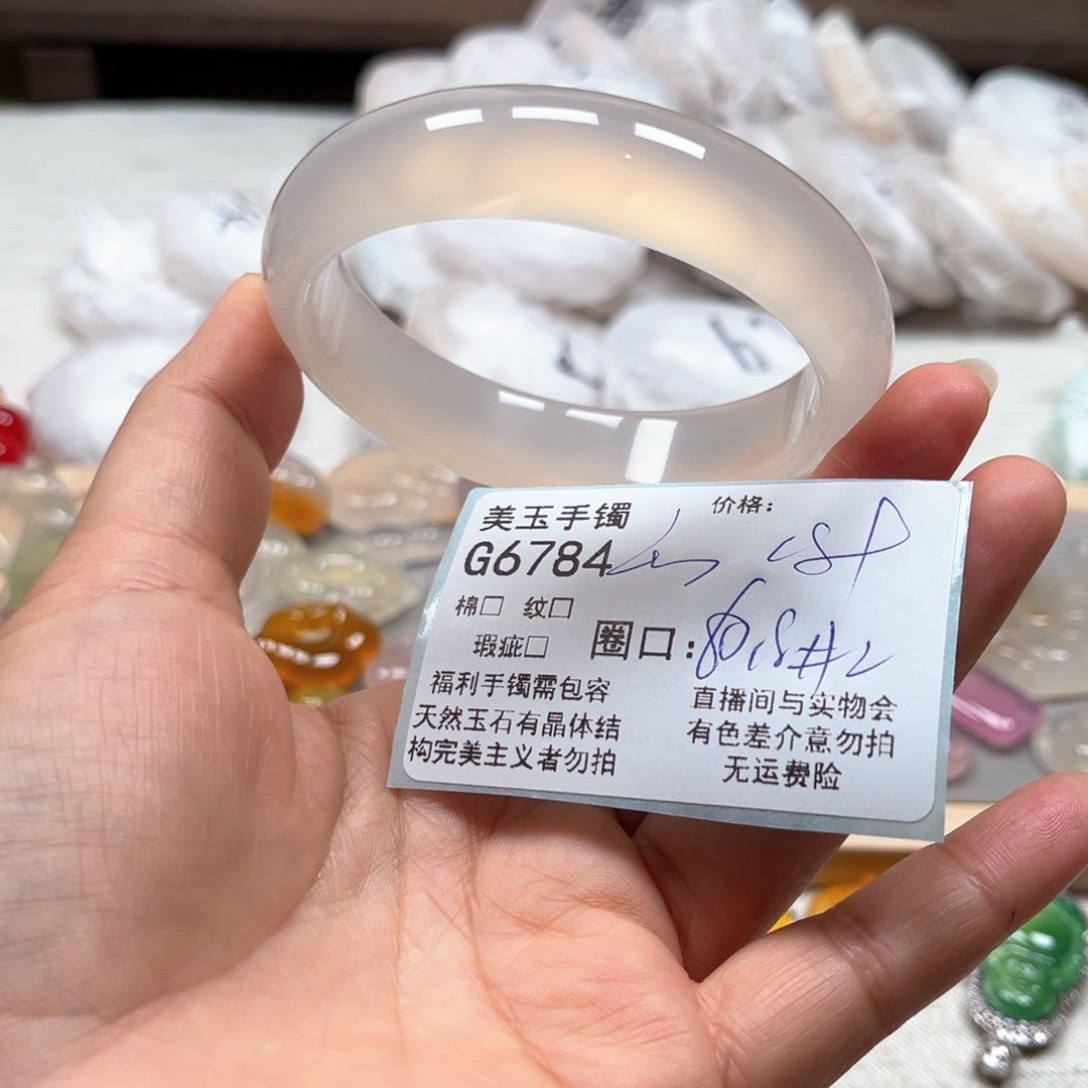 美玉手镯
价格:
G6784
棉□ 纹□
瑕疵□
圈口:
福利手镯需包容
天然玉石有晶体结
构完美主义者勿拍
直播间与实物会
有色差介意勿拍
无运费险